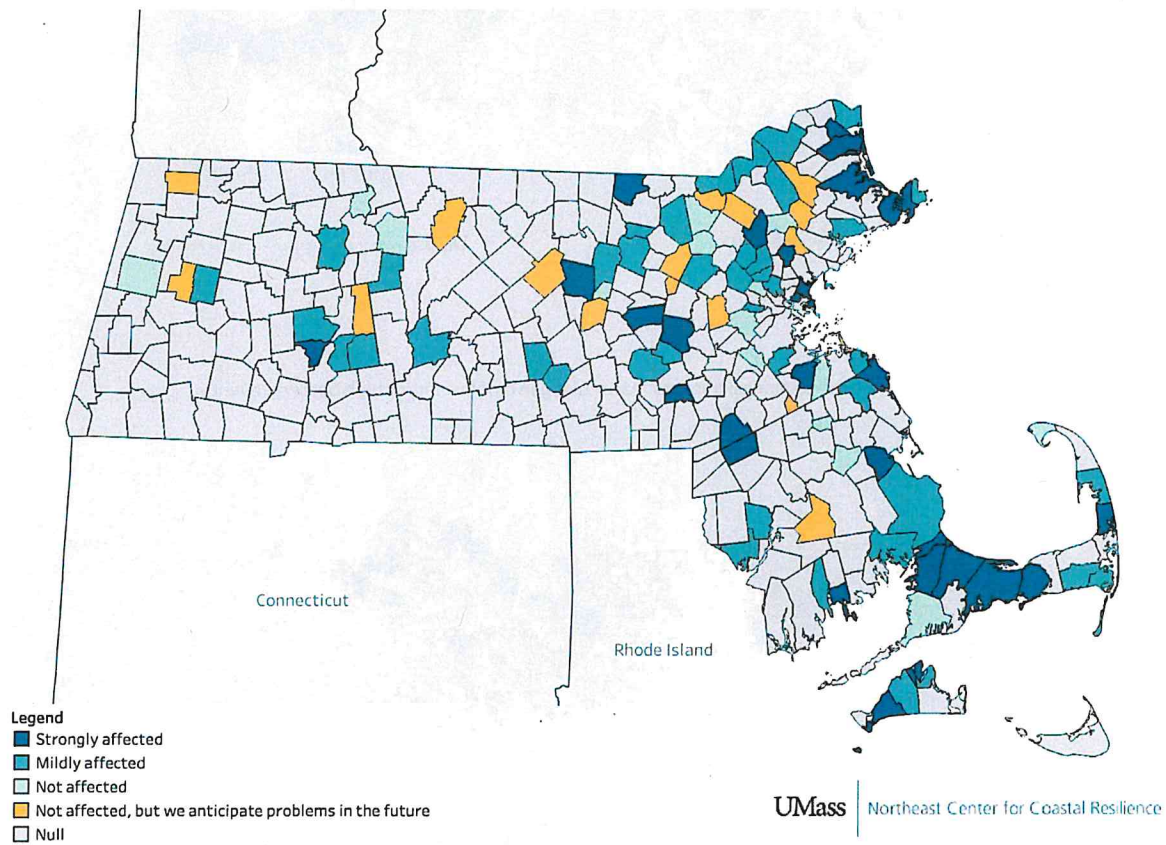 Connecticut
Rhode Island
Legend
Strongly affected
Mildly affected
Not affected
Not affected, but we anticipate problems in the future
Null
UMass | Northeast Center for Coastal Resilience